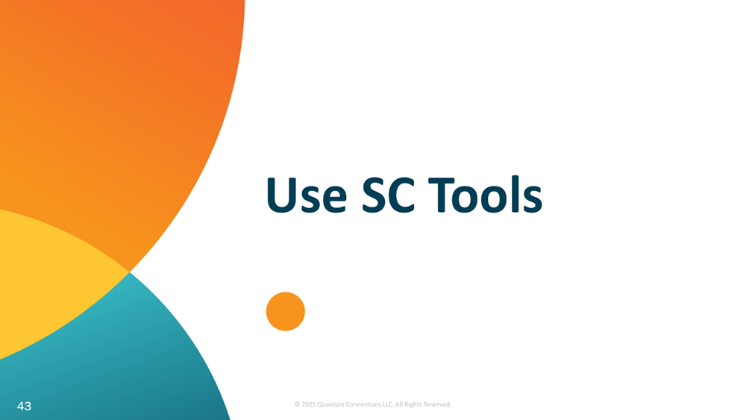 Use SC Tools
43
© 2025 Quantum Connections LLC. All Rights Reserved.